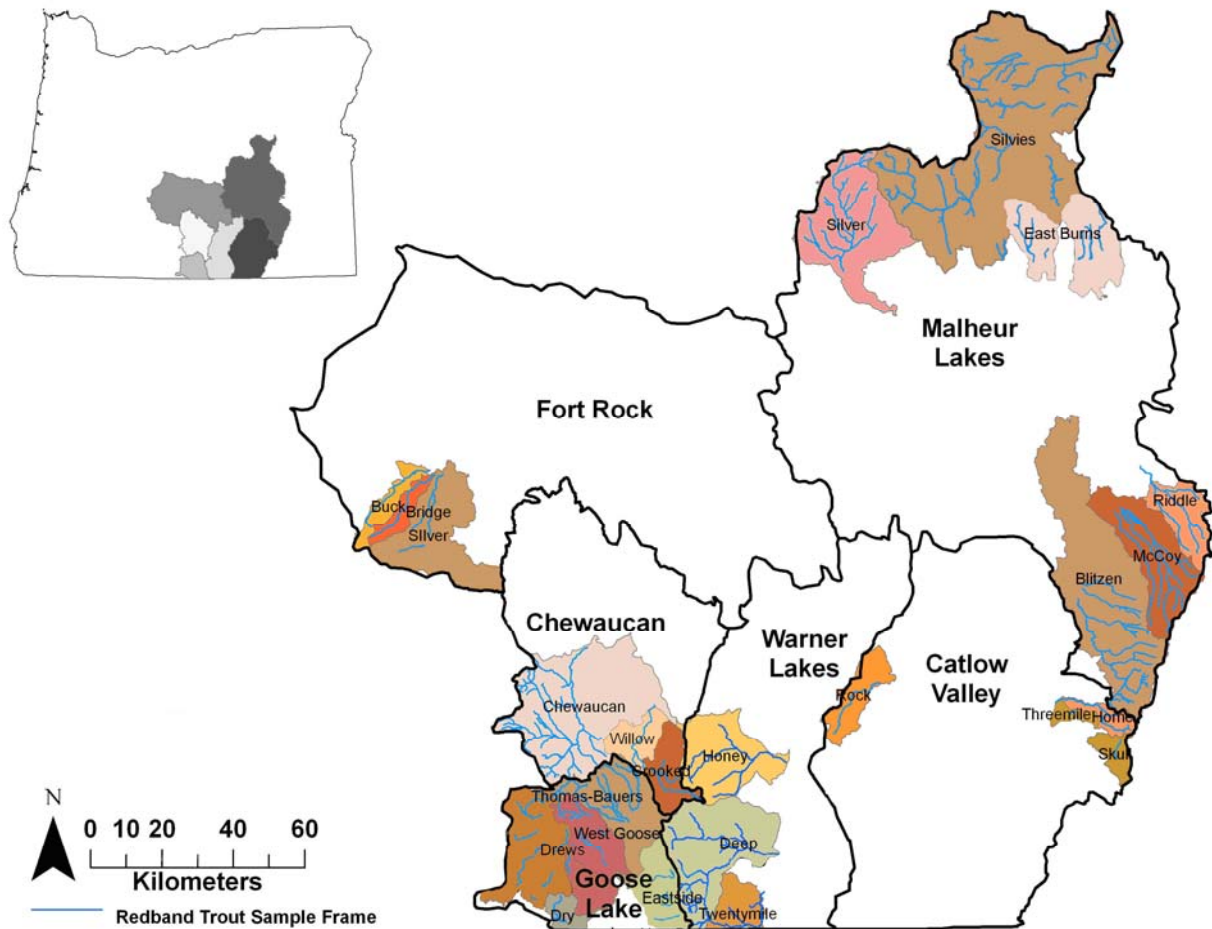 Silvies
Silver
East Burns
Malheur
Lakes
Fort Rock
Buck
Bridge
SIlver
Riddle
McCoy
Blitzen
Chewaucan
Warner
Lakes
Catlow
Valley
Rock
Chewaucan
Threemile
Home
Willow
Skull
Honey
Crooked
Thomas-Bauers
West Goose
Drews
Deep
Goose
Lake
Eastside
Dry
Twentymile
N
0 10 20 40 60
Kilometers
Redband Trout Sample Frame